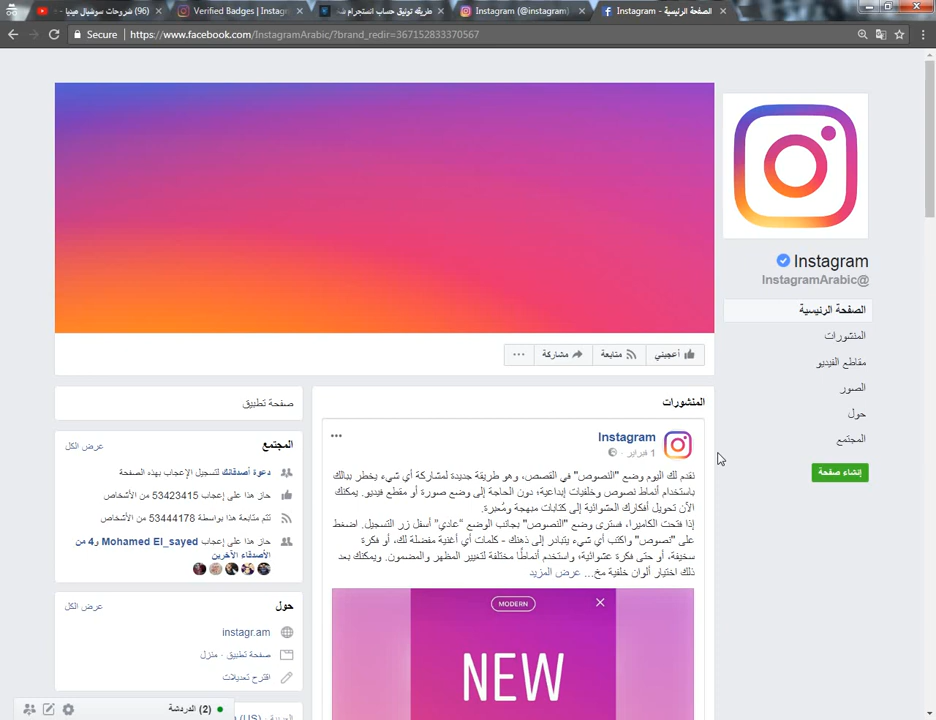 (96) شروحات سوشيال ميديا
Verified Badges | Instag
طريقه توثيق حساب انستجرام
Instagram (@instagram)
الصفحة الرئيسية - Instagram
Secure
https://www.facebook.com/InstagramArabic/?brand_redir=367152833370567
Instagram
@InstagramArabic
الصفحة الرئيسية
المنشورات
مقاطع الفيديو
الصور
حول
المجتمع
إنشاء صفحة
أعجبني
متابعة
مشاركة
المنشورات
Instagram
1 فبراير
نقدم لك اليوم وضع "النصوص" في القصص، وهو طريقة جديدة لمشاركة أي شيء يخطر ببالك
باستخدام أنماط نصوص وخلفيات إبداعية؛ دون الحاجة إلى وضع صورة أو مقطع فيديو. يمكنك
الآن تحويل أفكارك العشوائية إلى كتابات مبهجة ومُعبرة.
إذا فتحت الكاميرا، فسترى وضع "النصوص" بجانب الوضع "عادي" أسفل زر التسجيل. اضغط
على "نصوص" واكتب أي شيء يتبادر إلى ذهنك - كلمات أي أغنية مفضلة لك، أو فكرة
سخيفة، أو حتى فكرة عشوائية؛ واستخدم أنماطًا مختلفة لتغيير المظهر والمضمون. ويمكنك بعد
ذلك اختيار ألوان خلفية مخ... عرض المزيد
MODERN
NEW
صفحة تطبيق
المجتمع
عرض الكل
دعوة أصدقائك لتسجيل الإعجاب بهذه الصفحة
حاز هذا على إعجاب 53423415 من الأشخاص
تتم متابعة هذا بواسطة 53444178 من الأشخاص
حاز هذا على إعجاب Mohamed El_sayed و4 من
الأصدقاء الآخرين
حول
عرض الكل
instagr.am
صفحة تطبيق · منزل
اقترح تعديلات
الدردشة (2)
(US)
العربية